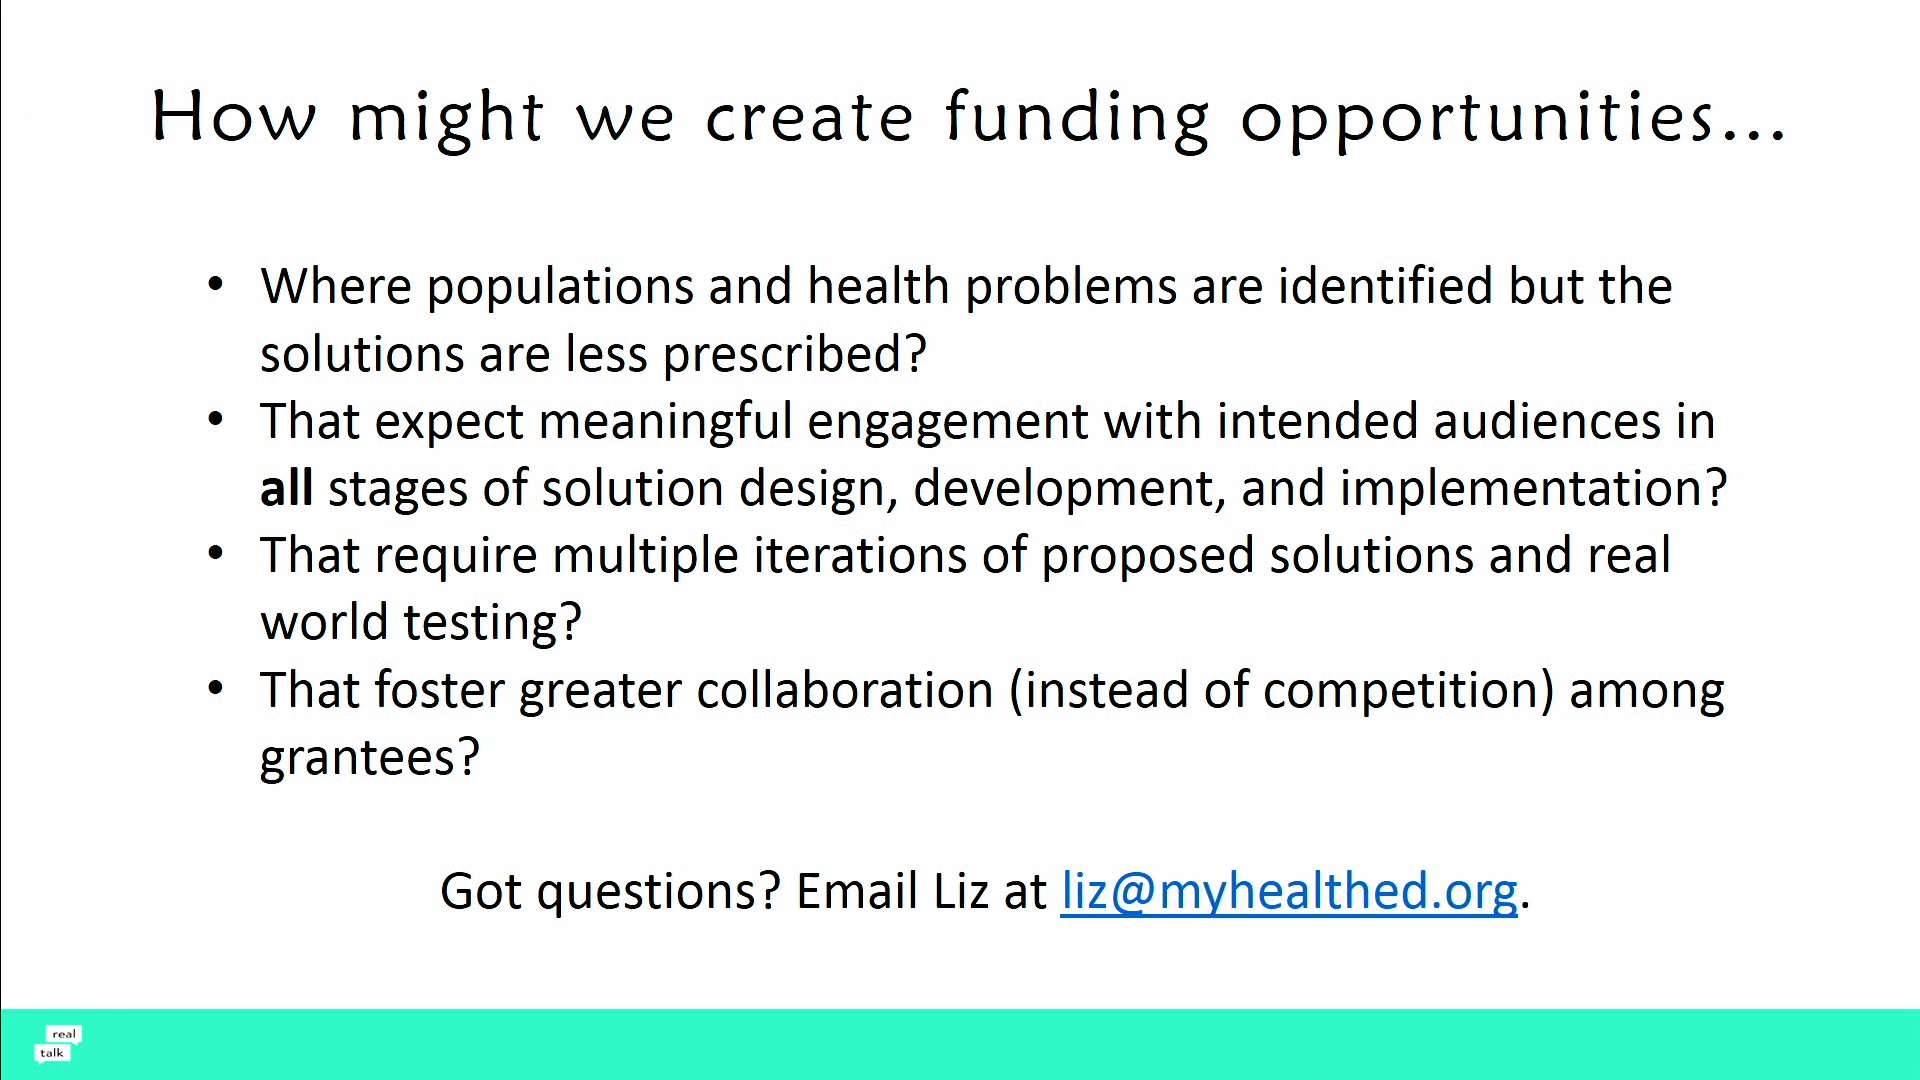 How might we create funding opportunities...
• Where populations and health problems are identified but the
solutions are less prescribed?
• That expect meaningful engagement with intended audiences in
all stages of solution design, development, and implementation?
• That require multiple iterations of proposed solutions and real
world testing?
• That foster greater collaboration (instead of competition) among
grantees?
Got questions? Email Liz at liz@myhealthed.org.
real
talk